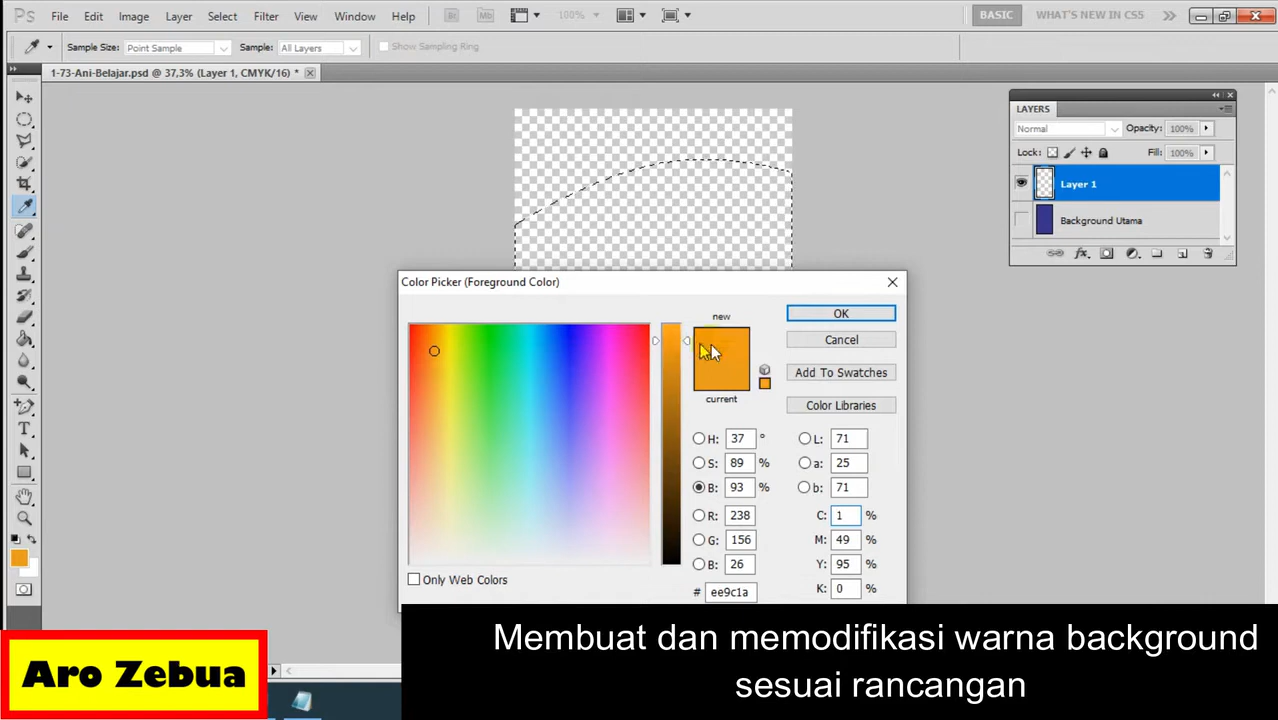 Ps File Edit Image Layer Select Filter View Window Help Br Mb 100% BASIC WHAT'S NEW IN CS5
Sample Size: Point Sample Sample: All Layers Show Sampling Ring
1-73-Ani-Belajar.psd @ 37,3% (Layer 1, CMYK/16) *
LAYERS
Normal Opacity: 100%
Lock: Fill: 100%
Layer 1
Background Utama
fx
Color Picker (Foreground Color)
new
OK
Cancel
Add To Swatches
current
Color Libraries
H: 37 ° L: 71
S: 89 % a: 25
B: 93 % b: 71
R: 238 C: 1 %
G: 156 M: 49 %
B: 26 Y: 95 %
# ee9c1a K: 0 %
Only Web Colors
T
Membuat dan memodifikasi warna background
sesuai rancangan
Aro Zebua